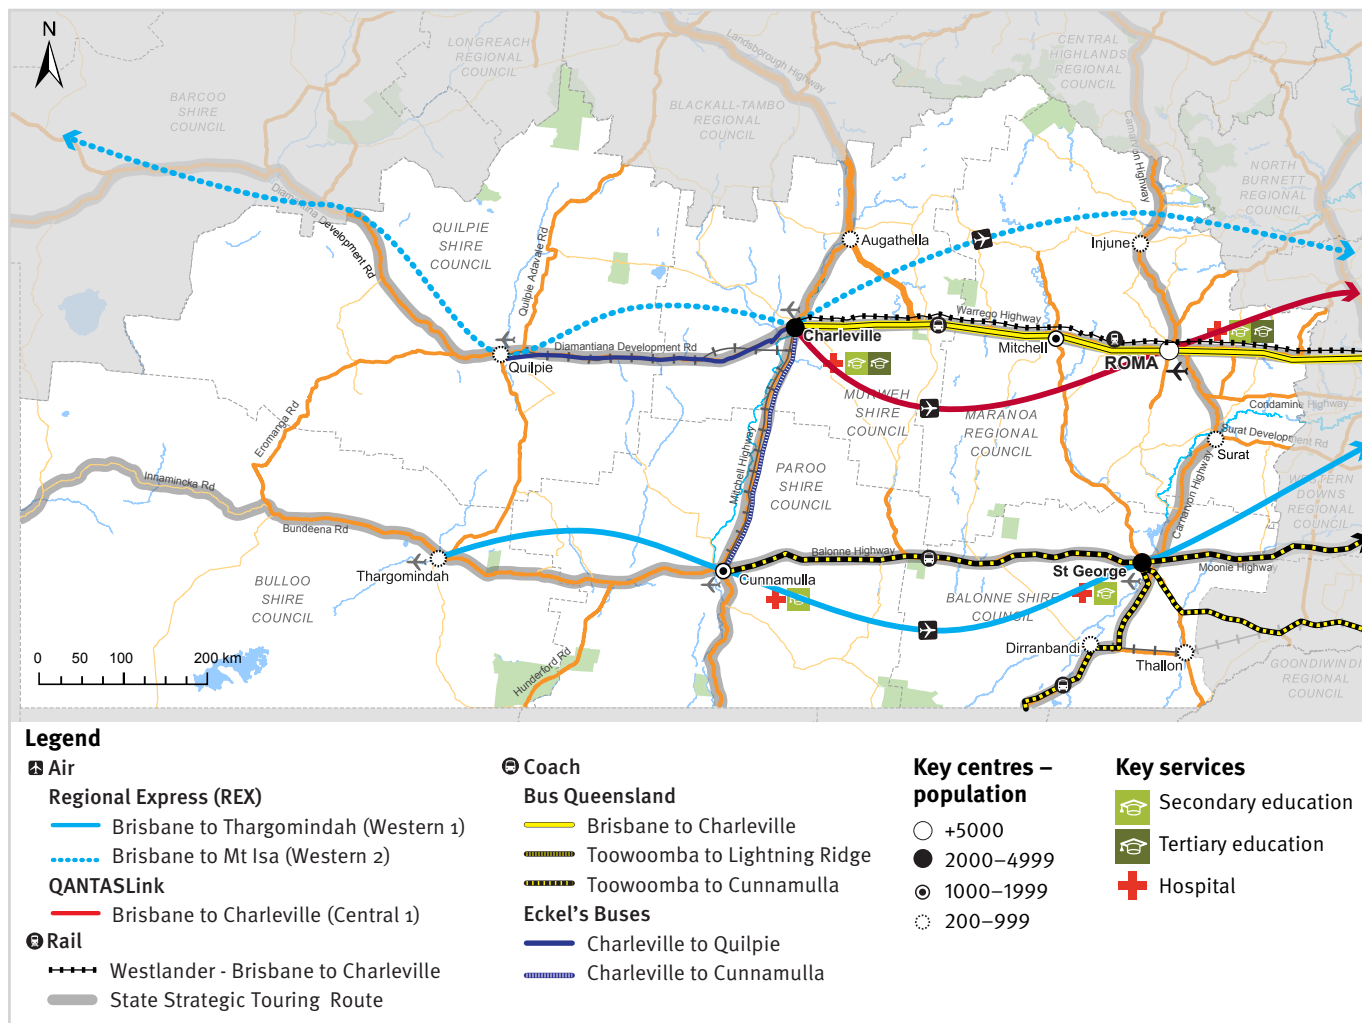 N
LONGREACH
REGIONAL
COUNCIL
Landsborough Highway
CENTRAL
HIGHLANDS
REGIONAL
COUNCIL
BARCOO
SHIRE
COUNCIL
BLACKALL-TAMBO
REGIONAL
COUNCIL
Carnarvon Highway
NORTH
BURNETT
REGIONAL
COUNCIL
Diamantina Development Rd
QUILPIE
SHIRE
COUNCIL
Quilpie Adavale Rd
Augathella
Injune
Warrego Highway
Charleville
Mitchell
ROMA
Diamantiana Development Rd
Quilpie
MURWEH
SHIRE
COUNCIL
MARANOA
REGIONAL
COUNCIL
Condamine Highway
Surat Development Rd
Surat
Eromanga Rd
Mitchell Highway
PAROO
SHIRE
COUNCIL
Carnarvon Highway
WESTERN
DOWNS
REGIONAL
COUNCIL
Innamincka Rd
Bundeena Rd
Balonne Highway
St George
Moonie Highway
Thargomindah
Cunnamulla
BULLOO
SHIRE
COUNCIL
BALONNE SHIRE
COUNCIL
Dirranbandi
Thallon
Hunderford Rd
GOONDIWINDI
REGIONAL
COUNCIL
0 50 100 200 km
Legend
Air
Regional Express (REX)
Brisbane to Thargomindah (Western 1)
Brisbane to Mt Isa (Western 2)
QANTASLink
Brisbane to Charleville (Central 1)
Rail
Westlander - Brisbane to Charleville
State Strategic Touring Route
Coach
Bus Queensland
Brisbane to Charleville
Toowoomba to Lightning Ridge
Toowoomba to Cunnamulla
Eckel's Buses
Charleville to Quilpie
Charleville to Cunnamulla
Key centres –
population
+5000
2000–4999
1000–1999
200–999
Key services
Secondary education
Tertiary education
Hospital